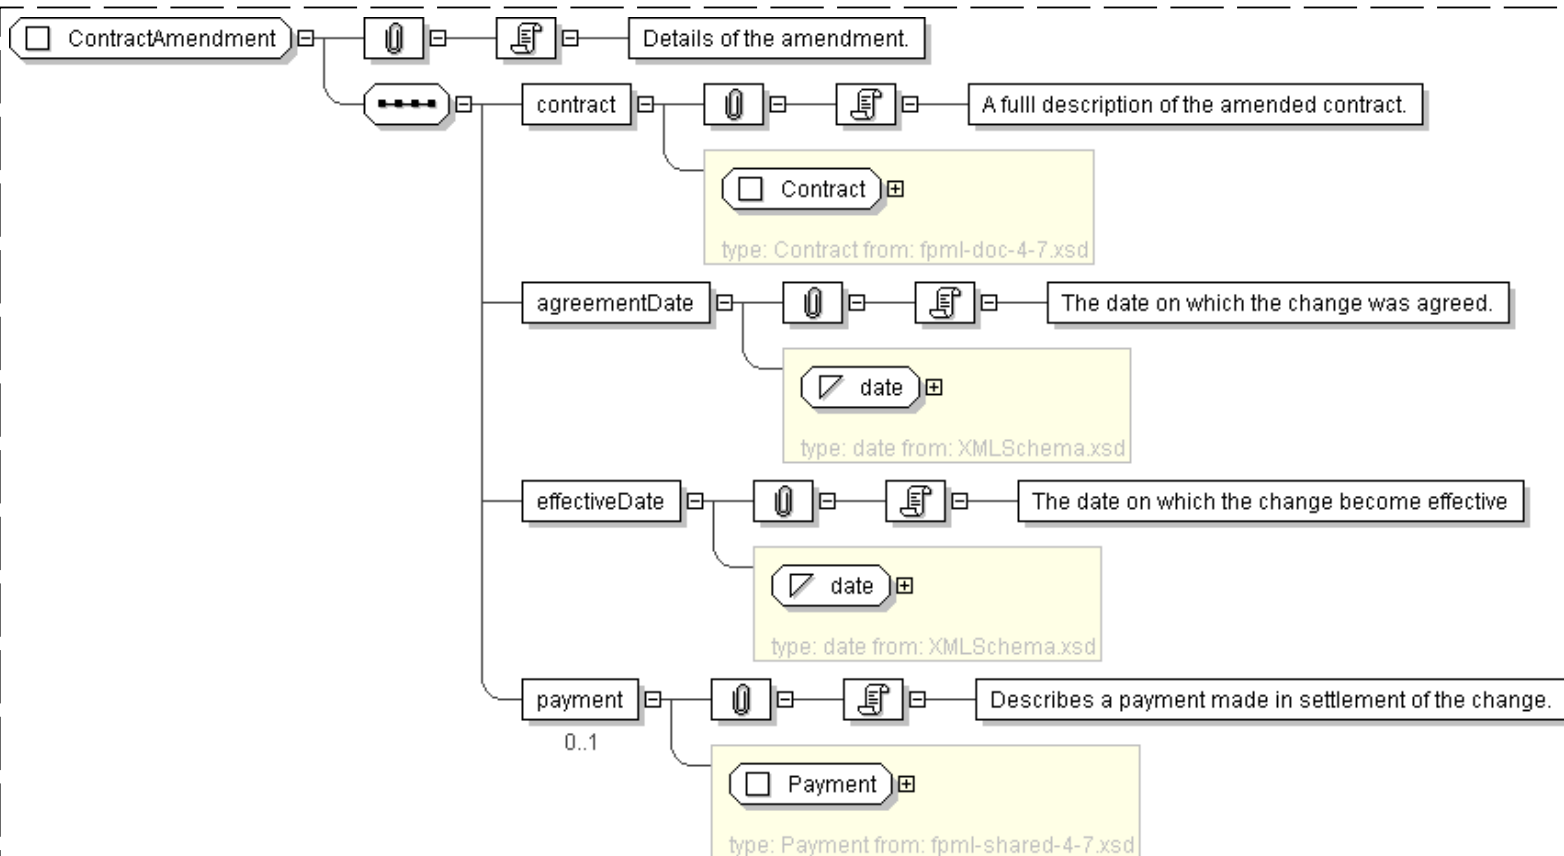 ContractAmendment Details of the amendment.
contract A fulll description of the amended contract.
Contract
type: Contract from: fpml-doc-4-7.xsd
agreementDate The date on which the change was agreed.
date
type: date from: XMLSchema.xsd
effectiveDate The date on which the change become effective
date
type: date from: XMLSchema.xsd
payment Describes a payment made in settlement of the change.
0..1
Payment
type: Payment from: fpml-shared-4-7.xsd